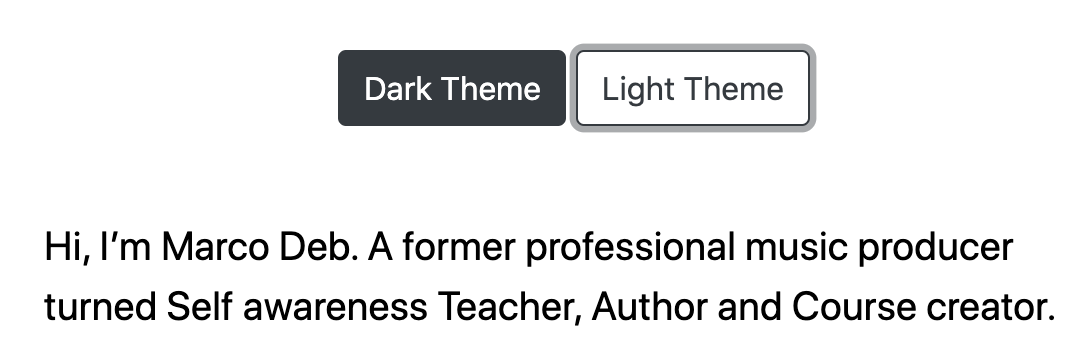 Dark Theme Light Theme
Hi, I’m Marco Deb. A former professional music producer
turned Self awareness Teacher, Author and Course creator.